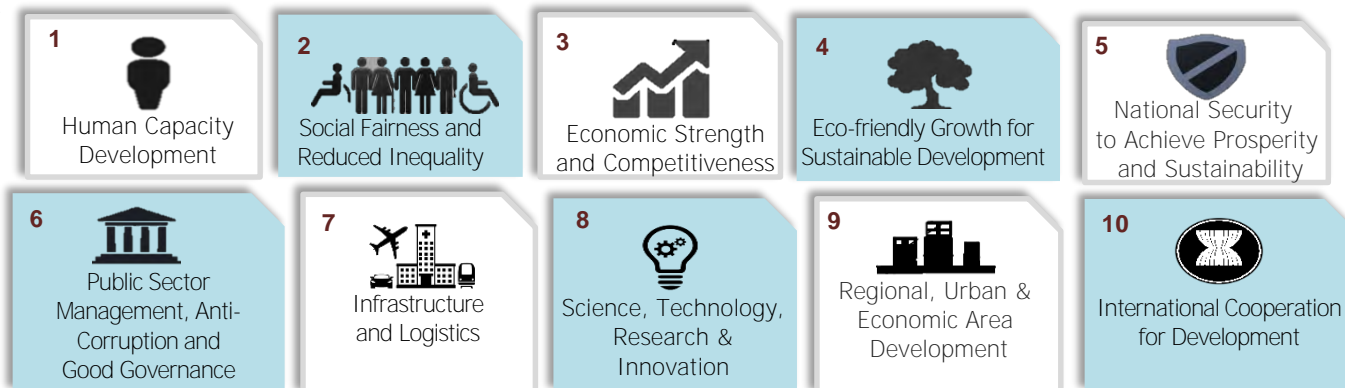 1
Human Capacity
Development
2
Social Fairness and
Reduced Inequality
3
Economic Strength
and Competitiveness
4
Eco-friendly Growth for
Sustainable Development
5
National Security
to Achieve Prosperity
and Sustainability
6
Public Sector
Management, Anti-
Corruption and
Good Governance
7
Infrastructure
and Logistics
8
Science, Technology,
Research &
Innovation
9
Regional, Urban &
Economic Area
Development
10
International Cooperation
for Development